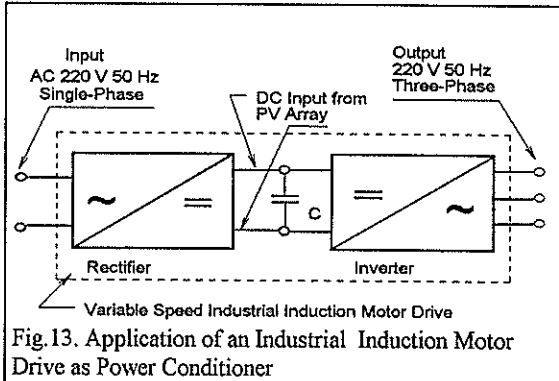 Input
AC 220 V 50 Hz
Single-Phase
Output
220 V 50 Hz
Three-Phase
DC Input from
PV Array
~
=
C
=
~
Rectifier
Inverter
Variable Speed Industrial Induction Motor Drive
Fig.13. Application of an Industrial Induction Motor
Drive as Power Conditioner